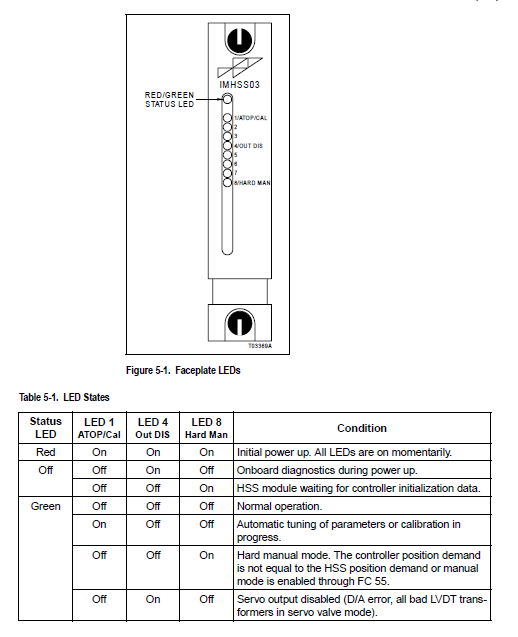 IMHSS03
RED/GREEN
STATUS LED
1/ATOP/CAL
2
3
4/OUT DIS
5
6
7
8/HARD MAN
T03369A
Figure 5-1. Faceplate LEDs
Table 5-1. LED States
Status LED LED 1 ATOP/Cal LED 4 Out DIS LED 8 Hard Man Condition
Red On On On Initial power up. All LEDs are on momentarily.
Off Off On Off Onboard diagnostics during power up.
Off Off On HSS module waiting for controller initialization data.
Green Off Off Off Normal operation.
On Off Off Automatic tuning of parameters or calibration in
progress.
Off Off On Hard manual mode. The controller position demand
is not equal to the HSS position demand or manual
mode is enabled through FC 55.
Off On Off Servo output disabled (D/A error, all bad LVDT trans-
formers in servo valve mode).